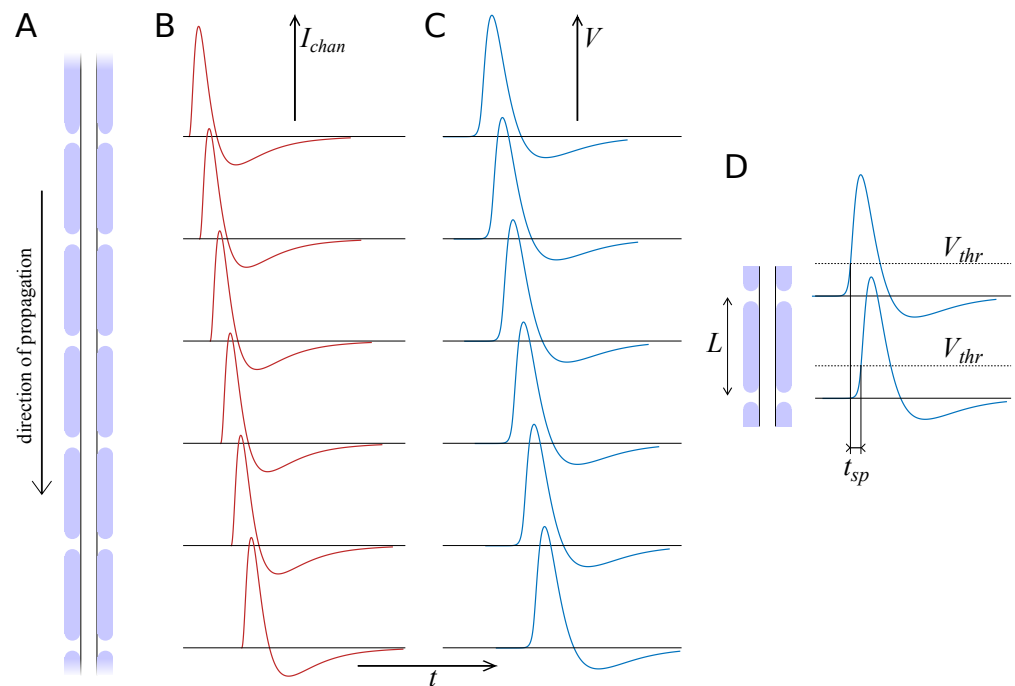 A
B
I_chan
C
V
D
direction of propagation
V_thr
L
V_thr
t_sp
t